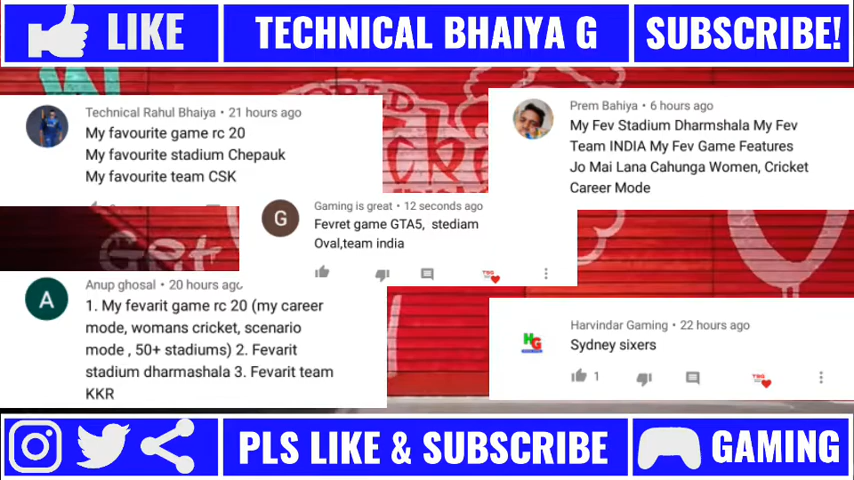 LIKE
TECHNICAL BHAIYA G
SUBSCRIBE!
Technical Rahul Bhaiya • 21 hours ago
My favourite game rc 20
My favourite stadium Chepauk
My favourite team CSK
Prem Bahiya • 6 hours ago
My Fev Stadium Dharmshala My Fev
Team INDIA My Fev Game Features
Jo Mai Lana Cahunga Women, Cricket
Career Mode
G
Gaming is great • 12 seconds ago
Fevret game GTA5, stediam
Oval,team india
TBG
Get
A
Anup ghosal • 20 hours ago
1. My fevarit game rc 20 (my career
mode, womans cricket, scenario
mode , 50+ stadiums) 2. Fevarit
stadium dharmashala 3. Fevarit team
KKR
HG
Harvindar Gaming • 22 hours ago
Sydney sixers
1
TBG
PLS LIKE & SUBSCRIBE
GAMING